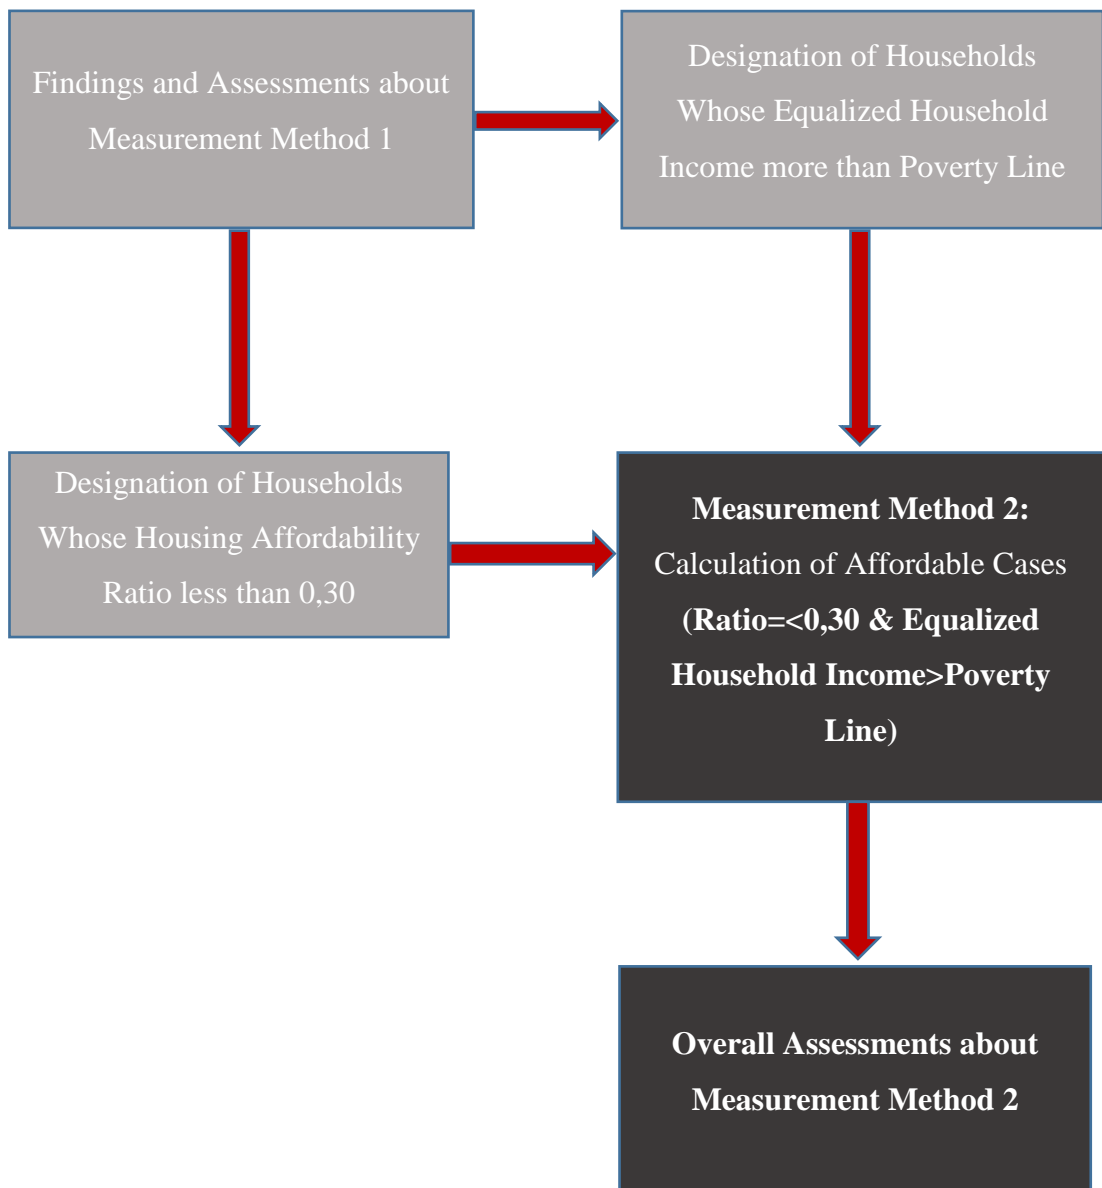 Findings and Assessments about
Measurement Method 1
Designation of Households
Whose Equalized Household
Income more than Poverty Line
Designation of Households
Whose Housing Affordability
Ratio less than 0,30
Measurement Method 2:
Calculation of Affordable Cases
(Ratio=<0,30 & Equalized
Household Income>Poverty
Line)
Overall Assessments about
Measurement Method 2